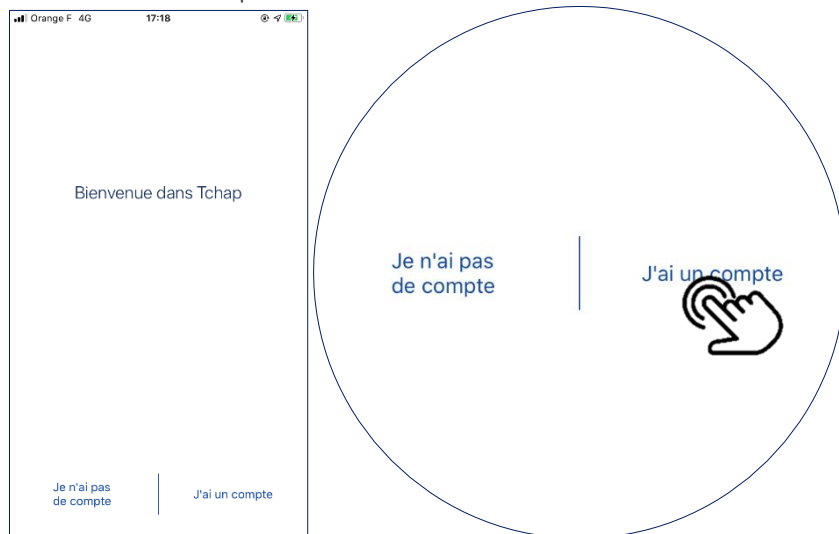 Orange F 4G 17:18
Bienvenue dans Tchap
Je n'ai pas
de compte
J'ai un compte
Je n'ai pas
de compte
J'ai un compte